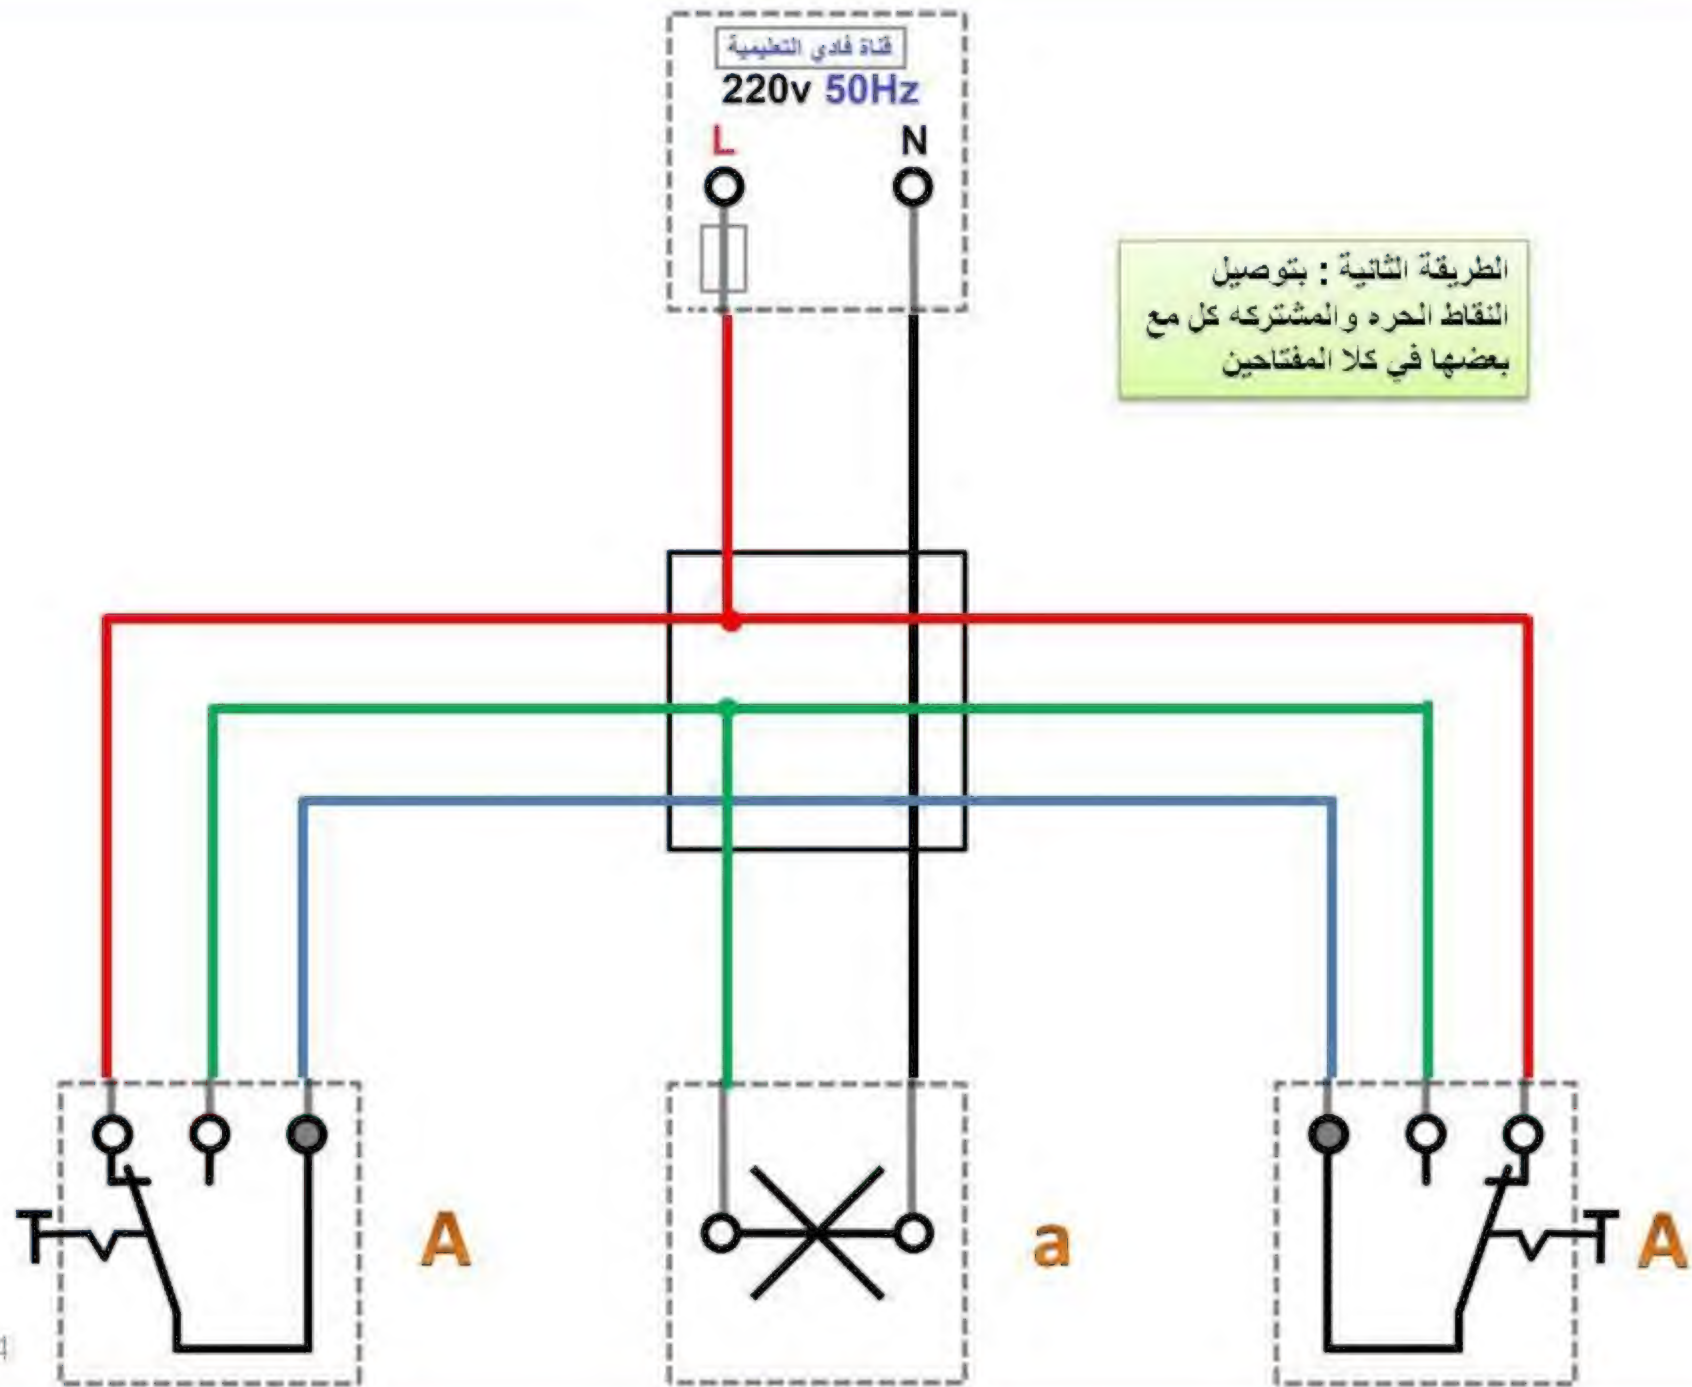 قناة فادي التعليمية
220v 50Hz
L N
الطريقة الثانية : بتوصيل
النقاط الحره والمشتركه كل مع
بعضها في كلا المفتاحين
A a A